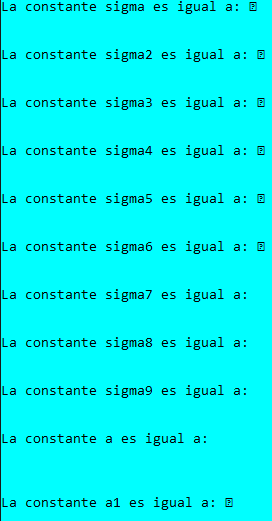 La constante sigma es igual a:
La constante sigma2 es igual a:
La constante sigma3 es igual a:
La constante sigma4 es igual a:
La constante sigma5 es igual a:
La constante sigma6 es igual a:
La constante sigma7 es igual a:
La constante sigma8 es igual a:
La constante sigma9 es igual a:
La constante a es igual a:
La constante a1 es igual a: